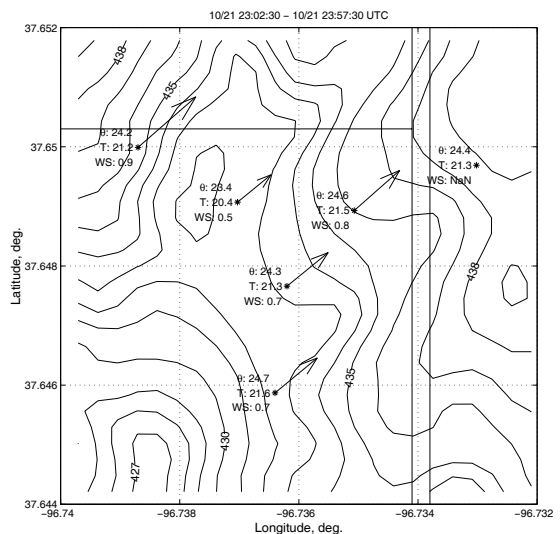 10/21 23:02:30 − 10/21 23:57:30 UTC
37.652
438
435
θ: 24.2
T: 21.2
WS: 0.9
37.65
θ: 24.4
T: 21.3
WS: NaN
θ: 23.4
T: 20.4
WS: 0.5
θ: 24.6
T: 21.5
WS: 0.8
Latitude, deg.
37.648
θ: 24.3
T: 21.3
WS: 0.7
438
37.646
θ: 24.7
T: 21.6
WS: 0.7
435
430
427
37.644
−96.74
−96.738
−96.736
−96.734
−96.732
Longitude, deg.